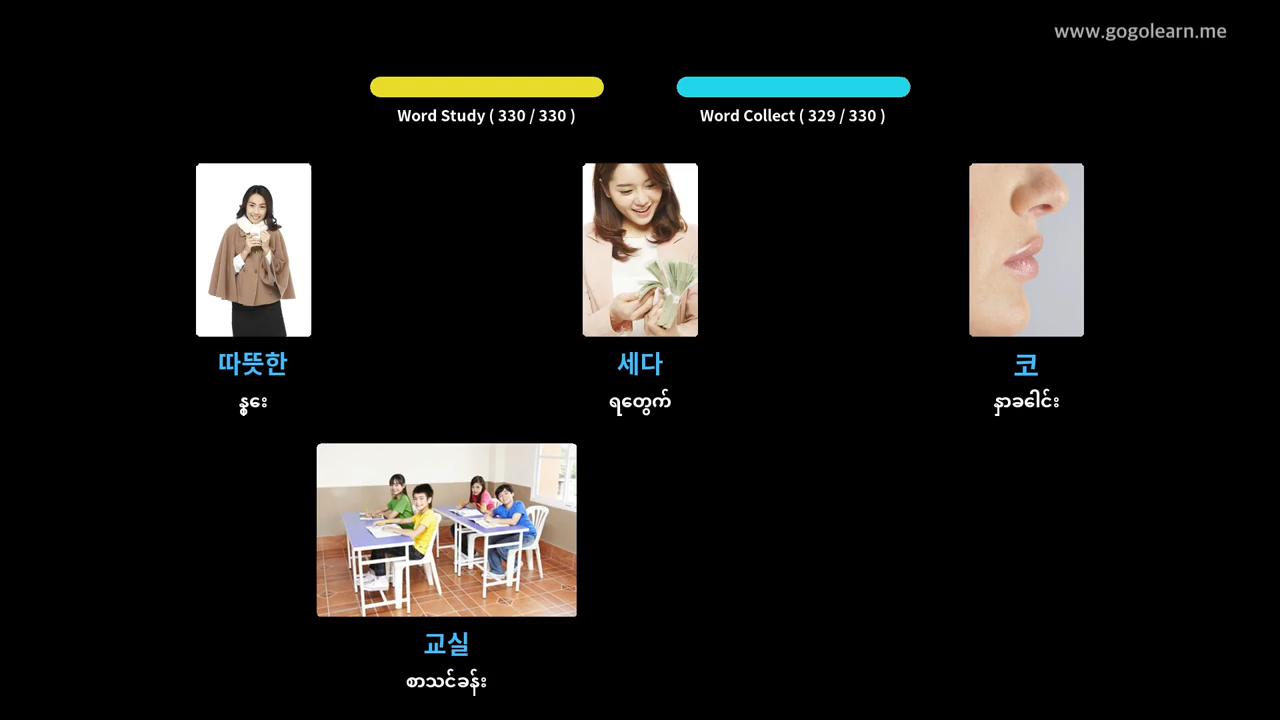 www.gogolearn.me
Word Study ( 330 / 330 )
Word Collect ( 329 / 330 )
따뜻한
နွှေး
세다
ရေတွက်
코
နှာခေါင်း
교실
စာသင်ခန်း